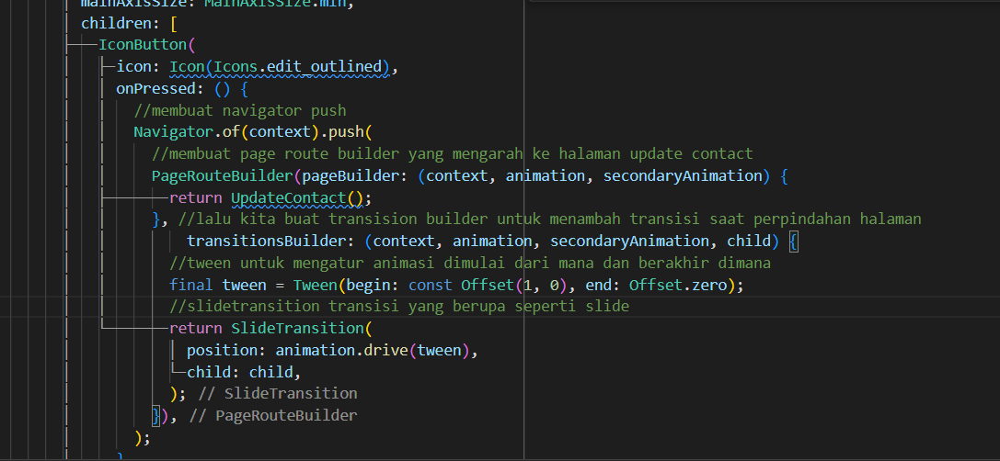 mainAxisSize: MainAxisSize.min,
children: [
IconButton(
icon: Icon(Icons.edit_outlined),
onPressed: () {
//membuat navigator push
Navigator.of(context).push(
//membuat page route builder yang mengarah ke halaman update contact
PageRouteBuilder(pageBuilder: (context, animation, secondaryAnimation) {
return UpdateContact();
}, //lalu kita buat transision builder untuk menambah transisi saat perpindahan halaman
transitionsBuilder: (context, animation, secondaryAnimation, child) {
//tween untuk mengatur animasi dimulai dari mana dan berakhir dimana
final tween = Tween(begin: const Offset(1, 0), end: Offset.zero);
//slidetransition transisi yang berupa seperti slide
return SlideTransition(
position: animation.drive(tween),
child: child,
); // SlideTransition
}), // PageRouteBuilder
);
}